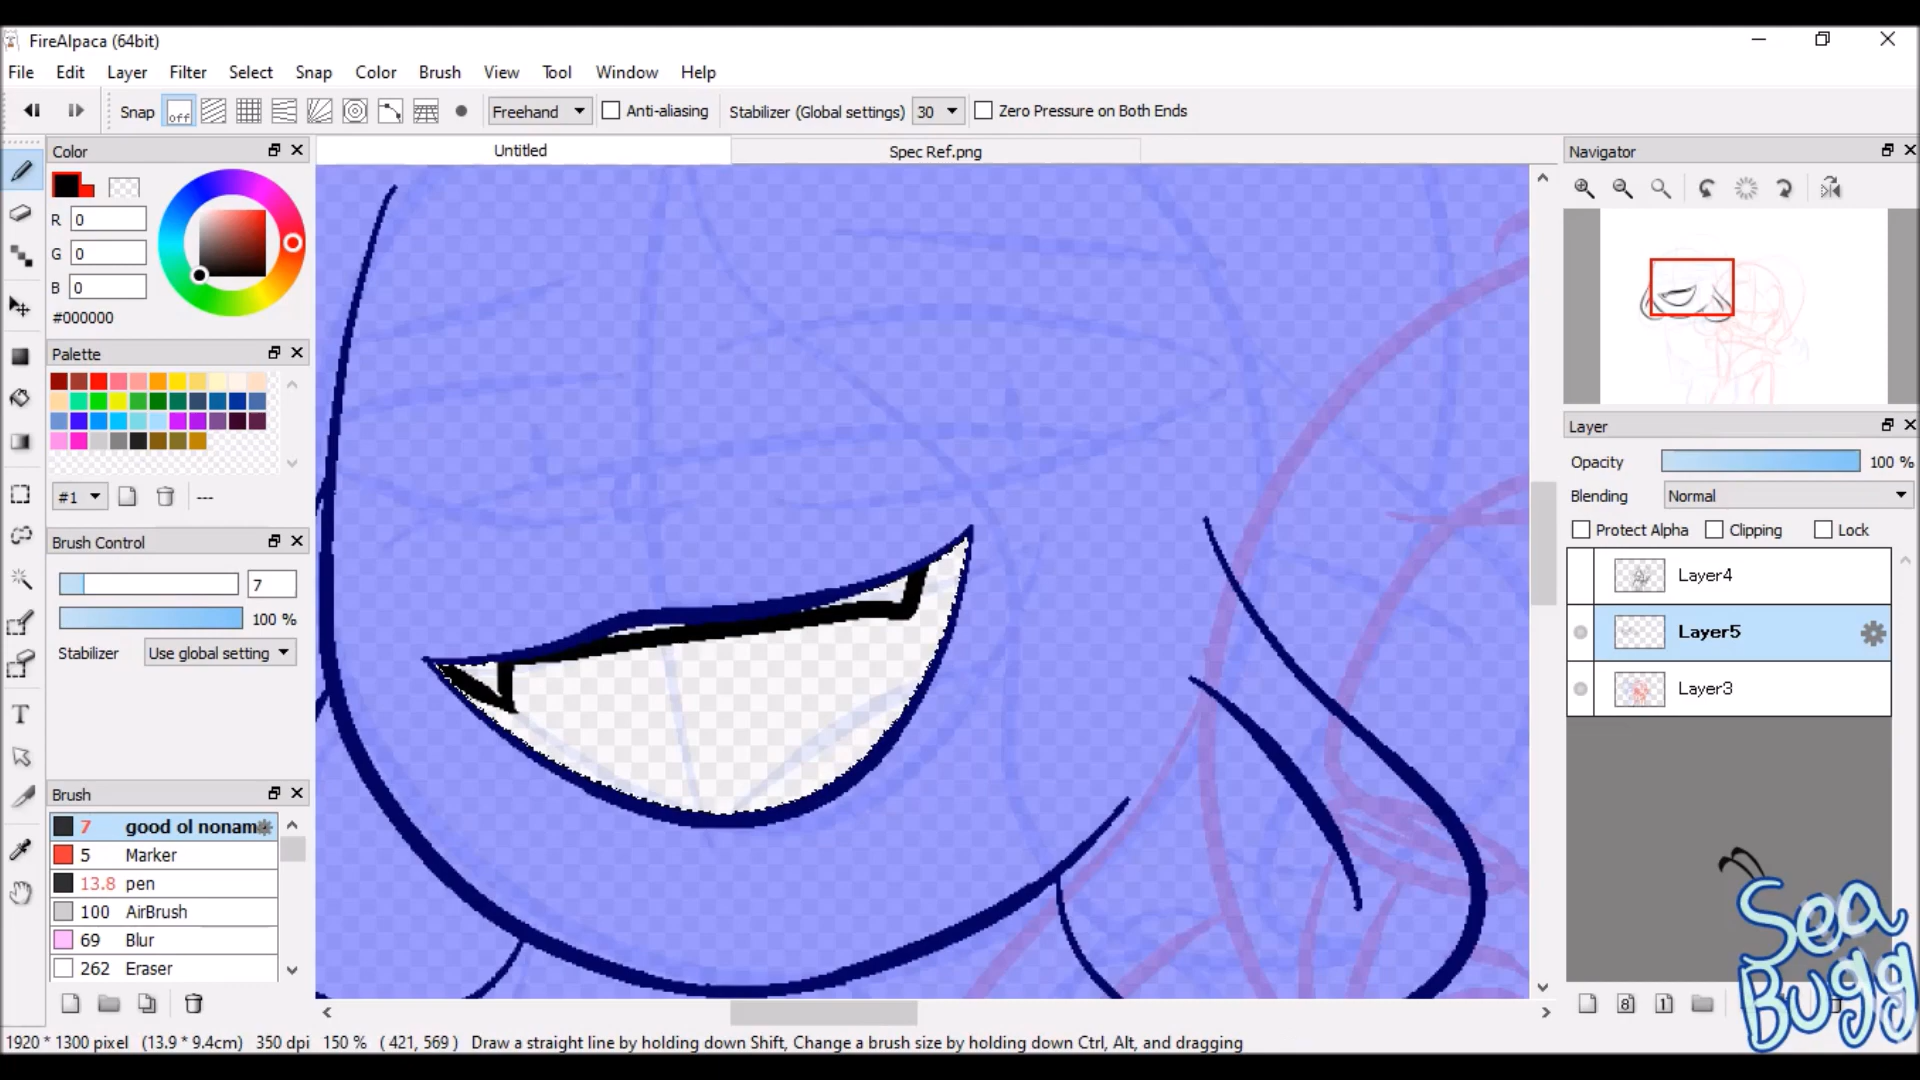 FireAlpaca (64bit)
File Edit Layer Filter Select Snap Color Brush View Tool Window Help
Snap off Freehand Anti-aliasing Stabilizer (Global settings) 30 Zero Pressure on Both Ends
Color
R 0
G 0
B 0
#000000
Palette
#1 ---
Brush Control
7
100 %
Stabilizer Use global setting
Brush
7 good ol nonam
5 Marker
13.8 pen
100 AirBrush
69 Blur
262 Eraser
Untitled Spec Ref.png
Navigator
Layer
Opacity 100 %
Blending Normal
Protect Alpha Clipping Lock
Layer4
Layer5
Layer3
8 1
Sea
Bugg
1920 * 1300 pixel (13.9 * 9.4cm) 350 dpi 150 % ( 421, 569 ) Draw a straight line by holding down Shift, Change a brush size by holding down Ctrl, Alt, and dragging